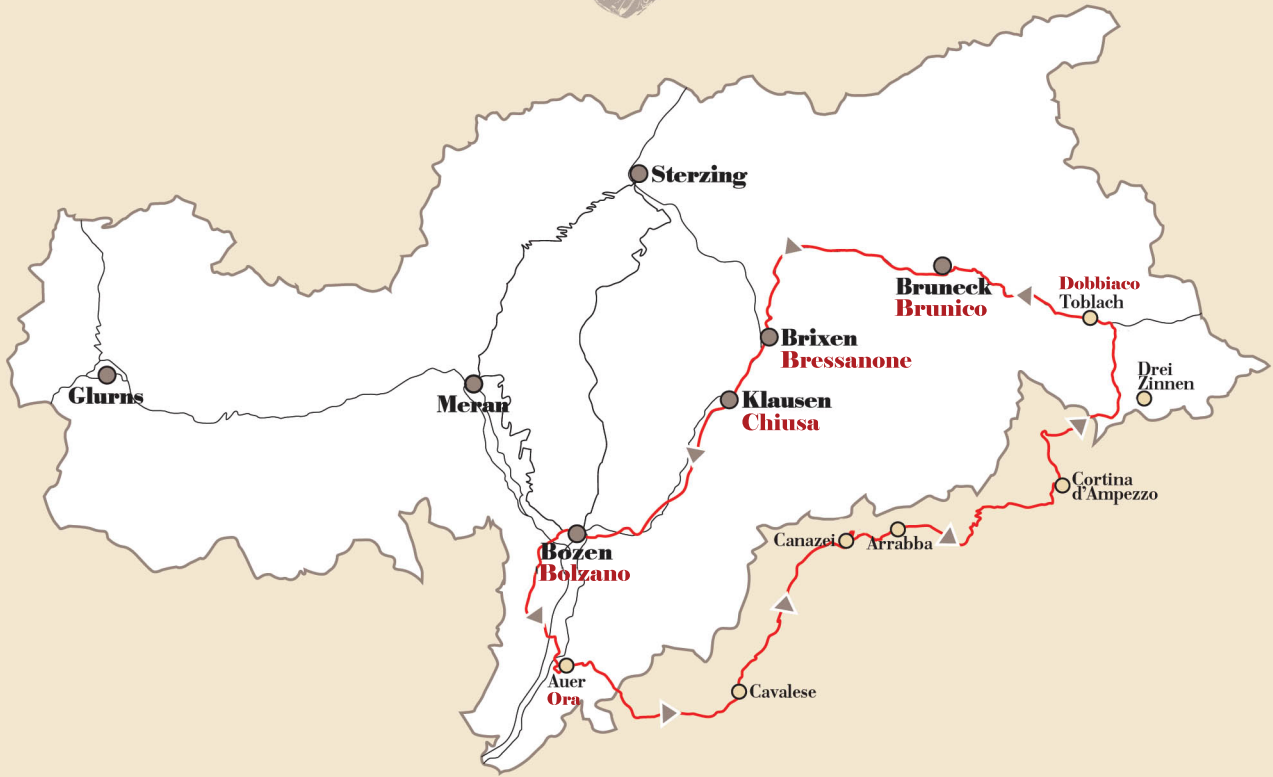 Sterzing
Bruneck
Brunico
Dobbiaco
Toblach
Brixen
Bressanone
Drei
Zinnen
Glurns
Meran
Klausen
Chiusa
Cortina
d'Ampezzo
Bozen
Bolzano
Canazei
Arrabba
Auer
Ora
Cavalese